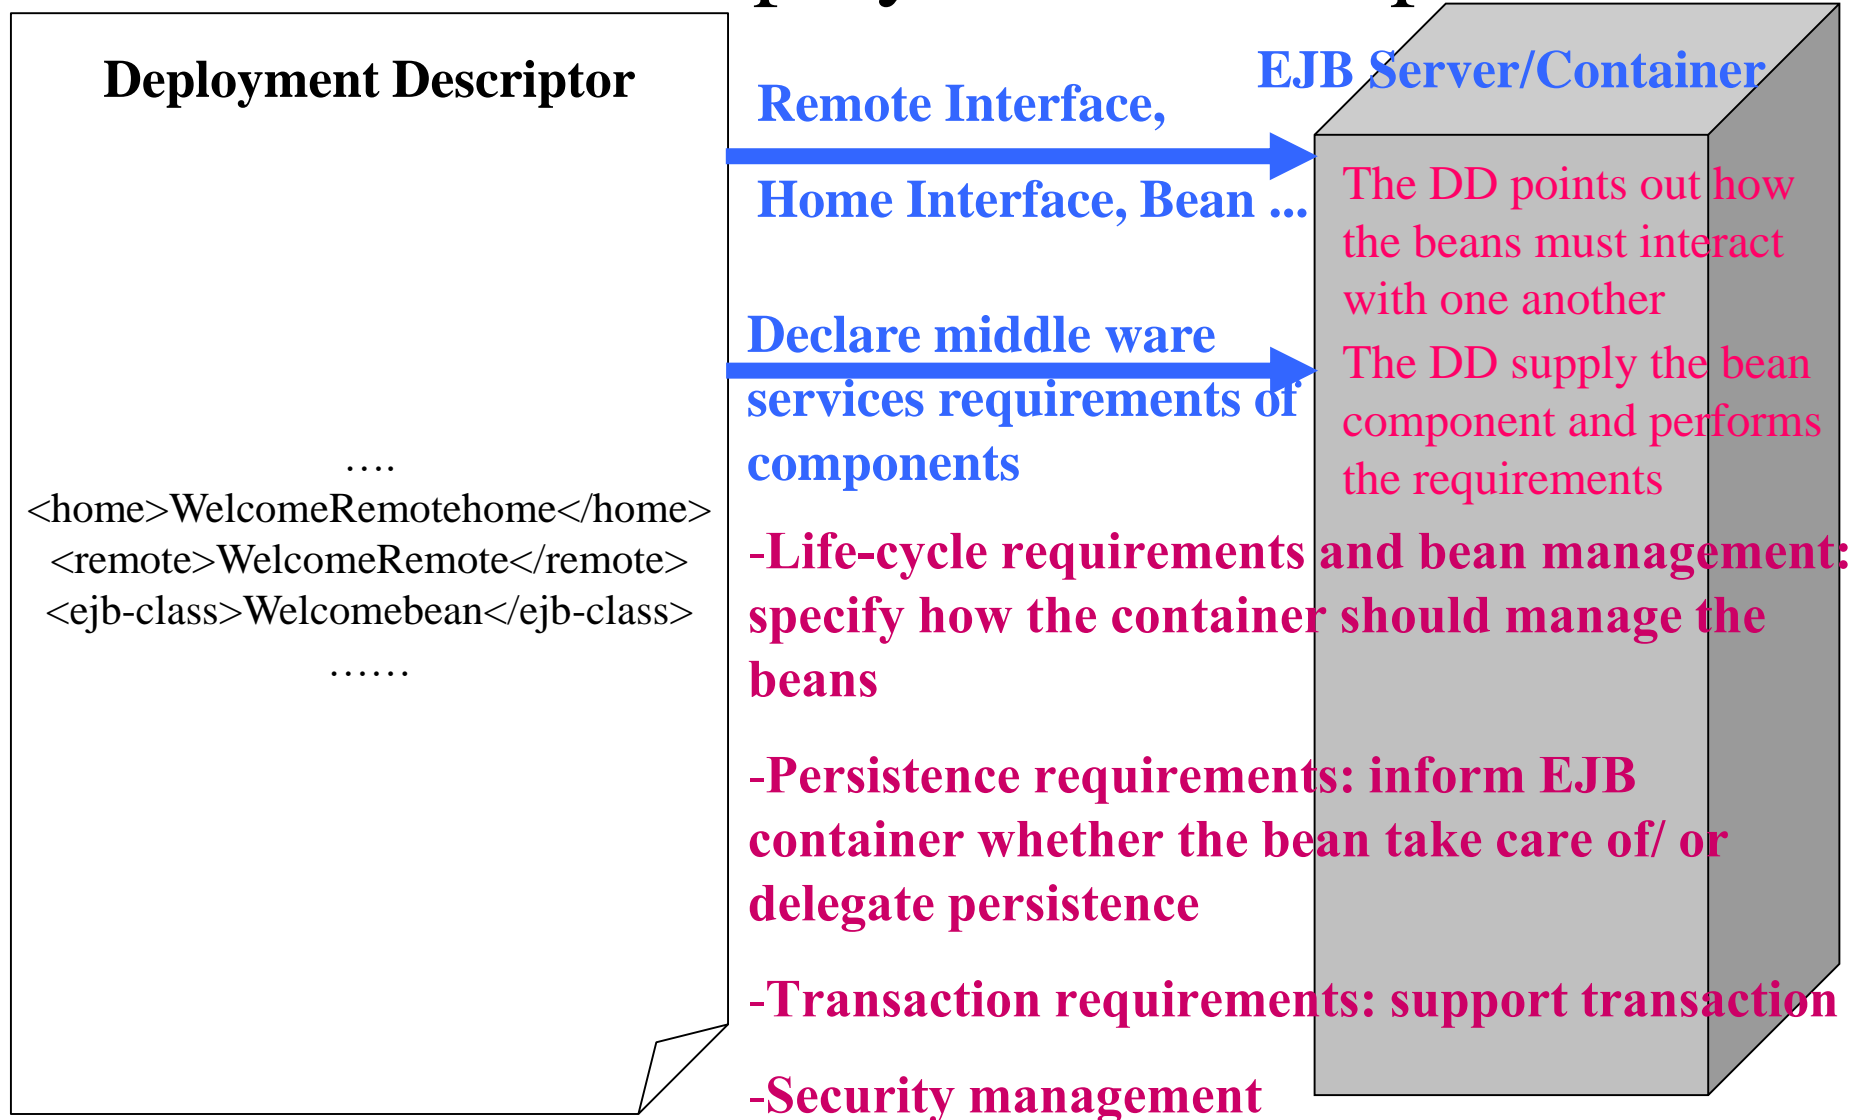 Deployment Descriptor
….
<home>WelcomeRemotehome</home>
<remote>WelcomeRemote</remote>
<ejb-class>Welcomebean</ejb-class>
……
Remote Interface,
Home Interface, Bean ...
Declare middle ware
services requirements of
components
EJB Server/Container
The DD points out how
the beans must interact
with one another
The DD supply the bean
component and performs
the requirements
-Life-cycle requirements and bean management:
specify how the container should manage the
beans
-Persistence requirements: inform EJB
container whether the bean take care of/ or
delegate persistence
-Transaction requirements: support transaction
-Security management